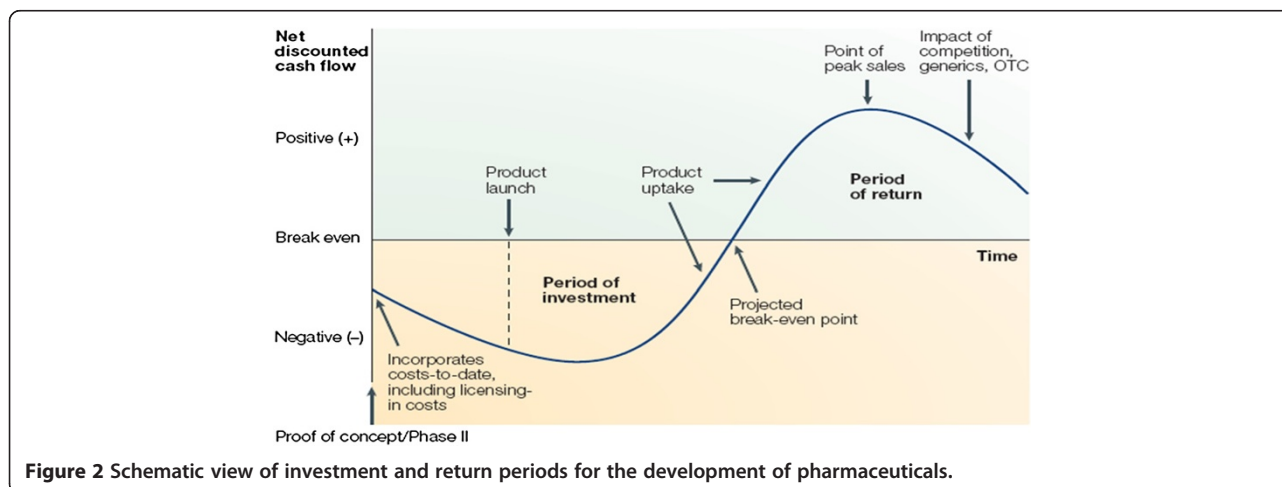 Net
discounted
cash flow
Point of
peak sales
Impact of
competition,
generics, OTC
Positive (+)
Product
launch
Product
uptake
Period
of return
Break even
Time
Period of
investment
Projected
break-even point
Negative (–)
Incorporates
costs-to-date,
including licensing-
in costs
Proof of concept/Phase II
Figure 2 Schematic view of investment and return periods for the development of pharmaceuticals.